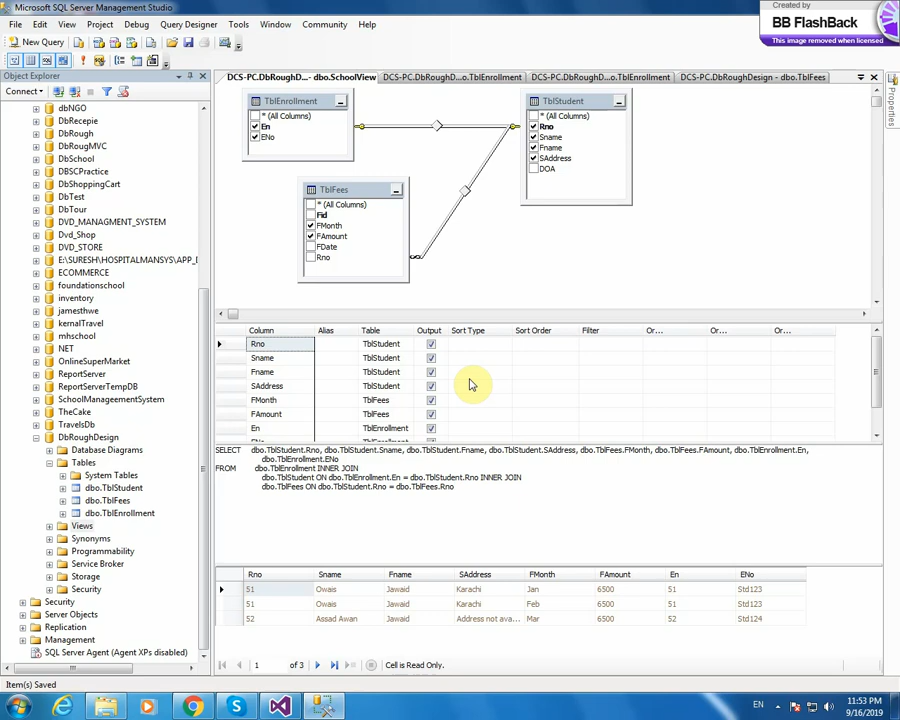 Microsoft SQL Server Management Studio
Created by
BB FlashBack
This image removed when licensed
File Edit View Project Debug Query Designer Tools Window Community Help
New Query
Object Explorer
DCS-PC.DbRoughD...- dbo.SchoolView DCS-PC.DbRoughD...o.TblEnrollment DCS-PC.DbRoughD...o.TblEnrollment DCS-PC.DbRoughDesign - dbo.TblFees
Properties
Connect
dbNGO
DbRecepie
DbRough
DbRougMVC
DbSchool
DBSCPractice
DbShoppingCart
DbTest
DbTour
DVD_MANAGMENT_SYSTEM
Dvd_Shop
DVD_STORE
E:\SURESH\HOSPITALMANSYS\APP_D
ECOMMERCE
foundationschool
inventory
jamesthwe
kernalTravel
mhschool
NET
OnlineSuperMarket
ReportServer
ReportServerTempDB
SchoolManageementSystem
TheCake
TravelsDb
DbRoughDesign
Database Diagrams
Tables
System Tables
dbo.TblStudent
dbo.TblFees
dbo.TblEnrollment
Views
Synonyms
Programmability
Service Broker
Storage
Security
Security
Server Objects
Replication
Management
SQL Server Agent (Agent XPs disabled)
TblEnrollment
* (All Columns)
En
ENo
TblStudent
* (All Columns)
Rno
Sname
Fname
SAddress
DOA
TblFees
* (All Columns)
Fid
FMonth
FAmount
FDate
Rno
Column Alias Table Output Sort Type Sort Order Filter Or... Or... Or...
Rno TblStudent
Sname TblStudent
Fname TblStudent
SAddress TblStudent
FMonth TblFees
FAmount TblFees
En TblEnrollment
ENo TblEnrollment
SELECT dbo.TblStudent.Rno, dbo.TblStudent.Sname, dbo.TblStudent.Fname, dbo.TblStudent.SAddress, dbo.TblFees.FMonth, dbo.TblFees.FAmount, dbo.TblEnrollment.En,
dbo.TblEnrollment.ENo
FROM dbo.TblEnrollment INNER JOIN
dbo.TblStudent ON dbo.TblEnrollment.En = dbo.TblStudent.Rno INNER JOIN
dbo.TblFees ON dbo.TblStudent.Rno = dbo.TblFees.Rno
Rno Sname Fname SAddress FMonth FAmount En ENo
51 Owais Jawaid Karachi Jan 6500 51 Std123
51 Owais Jawaid Karachi Feb 6500 51 Std123
52 Assad Awan Jawaid Address not ava... Mar 6500 52 Std124
1 of 3 Cell is Read Only.
Item(s) Saved
EN
11:53 PM
9/16/2019